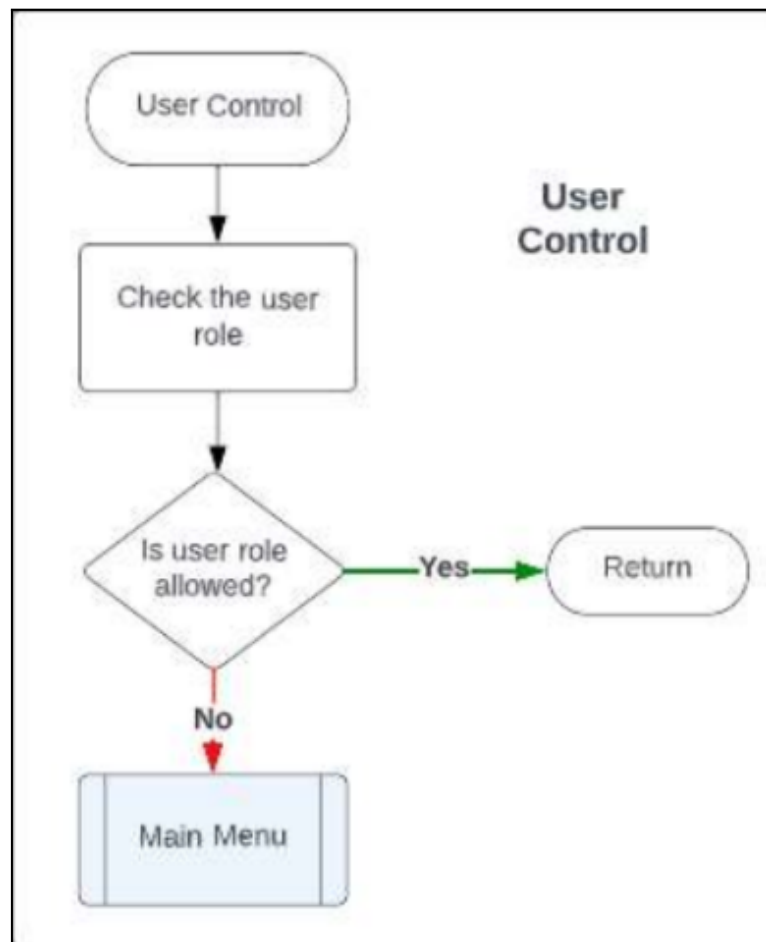 User Control
User
Control
Check the user
role
Is user role
allowed?
Yes
Return
No
Main Menu